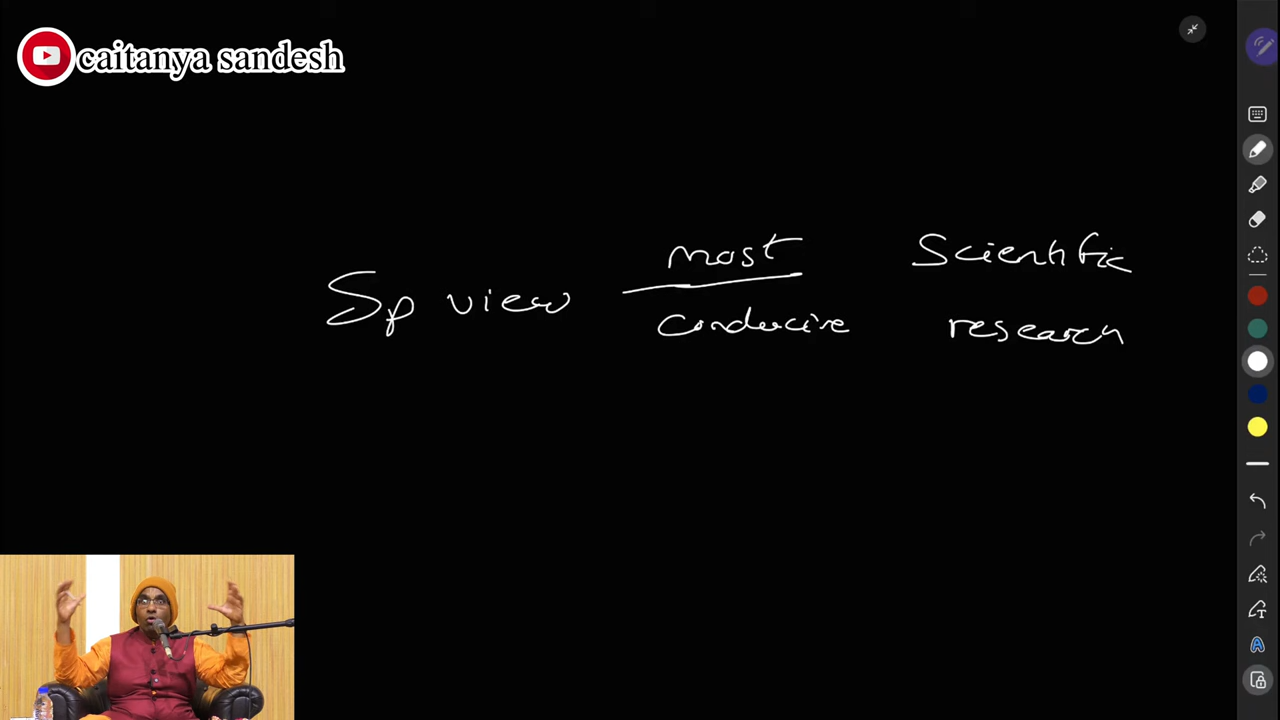 caitanya sandesh
most Scientific
Sp view
conducive research